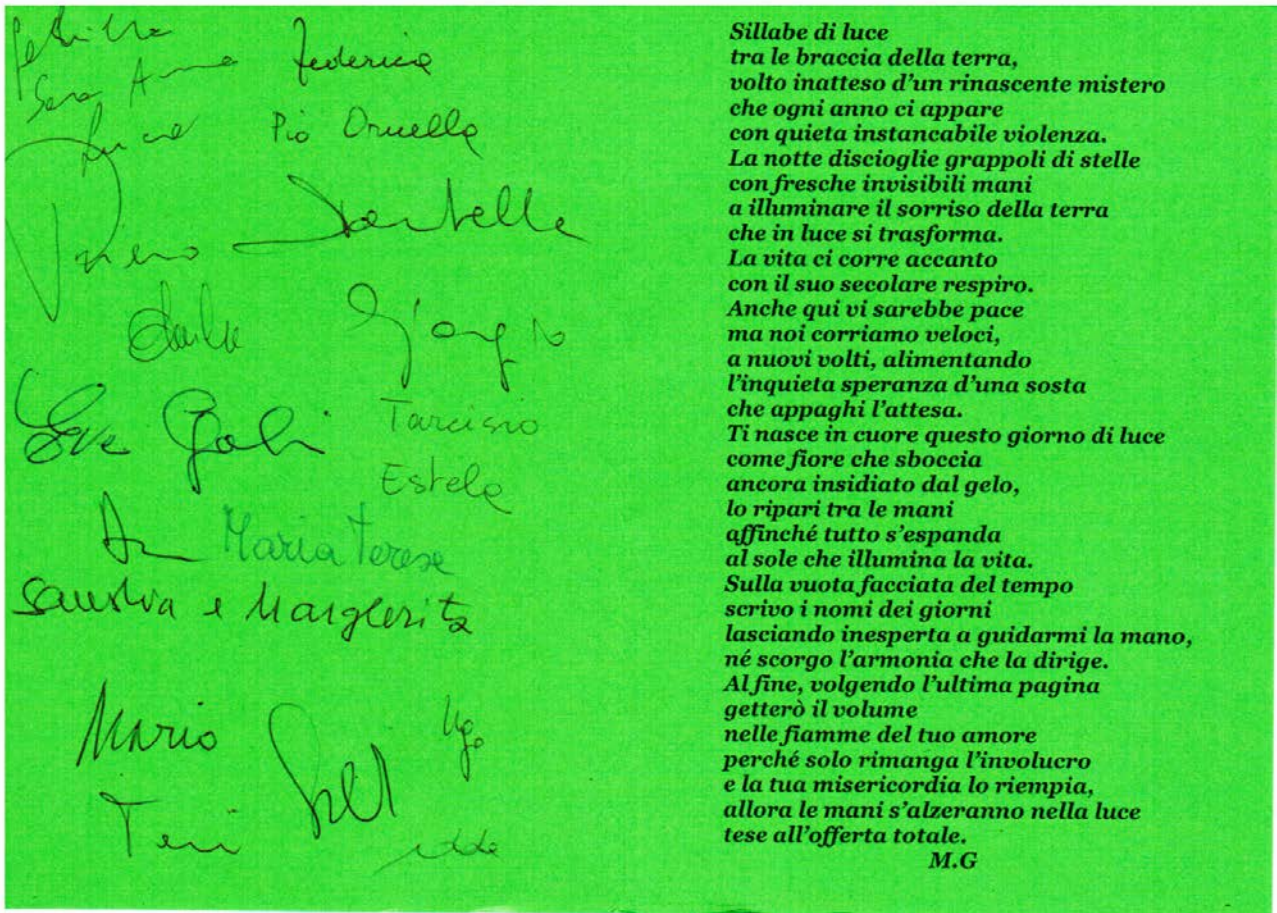 Federica
Sara Anna
Pio Ornella
Giorgio
Tarcisio
Estela
Maria Teresa
e Margherita
Mario
Ugo
Sillabe di luce
tra le braccia della terra,
volto inatteso d'un rinascente mistero
che ogni anno ci appare
con quieta instancabile violenza.
La notte discioglie grappoli di stelle
con fresche invisibili mani
a illuminare il sorriso della terra
che in luce si trasforma.
La vita ci corre accanto
con il suo secolare respiro.
Anche qui vi sarebbe pace
ma noi corriamo veloci,
a nuovi volti, alimentando
l'inquieta speranza d'una sosta
che appaghi l'attesa.
Ti nasce in cuore questo giorno di luce
come fiore che sboccia
ancora insidiato dal gelo,
lo ripari tra le mani
affinché tutto s'espanda
al sole che illumina la vita.
Sulla vuota facciata del tempo
scrivo i nomi dei giorni
lasciando inesperta a guidarmi la mano,
né scorgo l'armonia che la dirige.
Al fine, volgendo l'ultima pagina
getterò il volume
nelle fiamme del tuo amore
perché solo rimanga l'involucro
e la tua misericordia lo riempia,
allora le mani s'alzeranno nella luce
tese all'offerta totale.
M.G